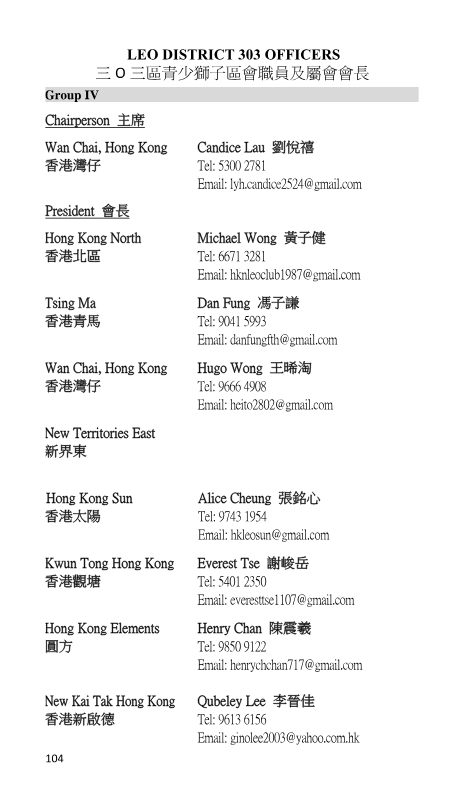 LEO DISTRICT 303 OFFICERS
三 O 三區青少獅子區會職員及屬會會長
Group IV
Chairperson 主席
Wan Chai, Hong Kong Candice Lau 劉悅禧
香港灣仔 Tel: 5300 2781
Email: lyh.candice2524@gmail.com
President 會長
Hong Kong North Michael Wong 黃子健
香港北區 Tel: 6671 3281
Email: hknleoclub1987@gmail.com
Tsing Ma Dan Fung 馮子謙
香港青馬 Tel: 9041 5993
Email: danfungfth@gmail.com
Wan Chai, Hong Kong Hugo Wong 王晞淘
香港灣仔 Tel: 9666 4908
Email: heito2802@gmail.com
New Territories East
新界東
Hong Kong Sun Alice Cheung 張銘心
香港太陽 Tel: 9743 1954
Email: hkleosun@gmail.com
Kwun Tong Hong Kong Everest Tse 謝峻岳
香港觀塘 Tel: 5401 2350
Email: everesttse1107@gmail.com
Hong Kong Elements Henry Chan 陳震羲
圓方 Tel: 9850 9122
Email: henrychchan717@gmail.com
New Kai Tak Hong Kong Qubeley Lee 李晉佳
香港新啟德 Tel: 9613 6156
Email: ginolee2003@yahoo.com.hk
104